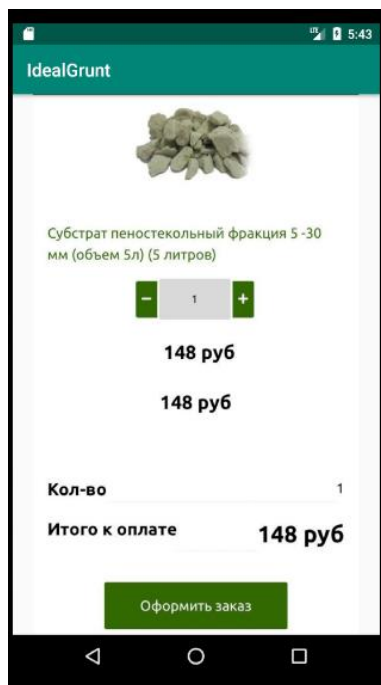 LTE 5:43
IdealGrunt
Субстрат пеностекольный фракция 5 -30
мм (объем 5л) (5 литров)
− 1 +
148 руб
148 руб
Кол-во 1
Итого к оплате 148 руб
Оформить заказ